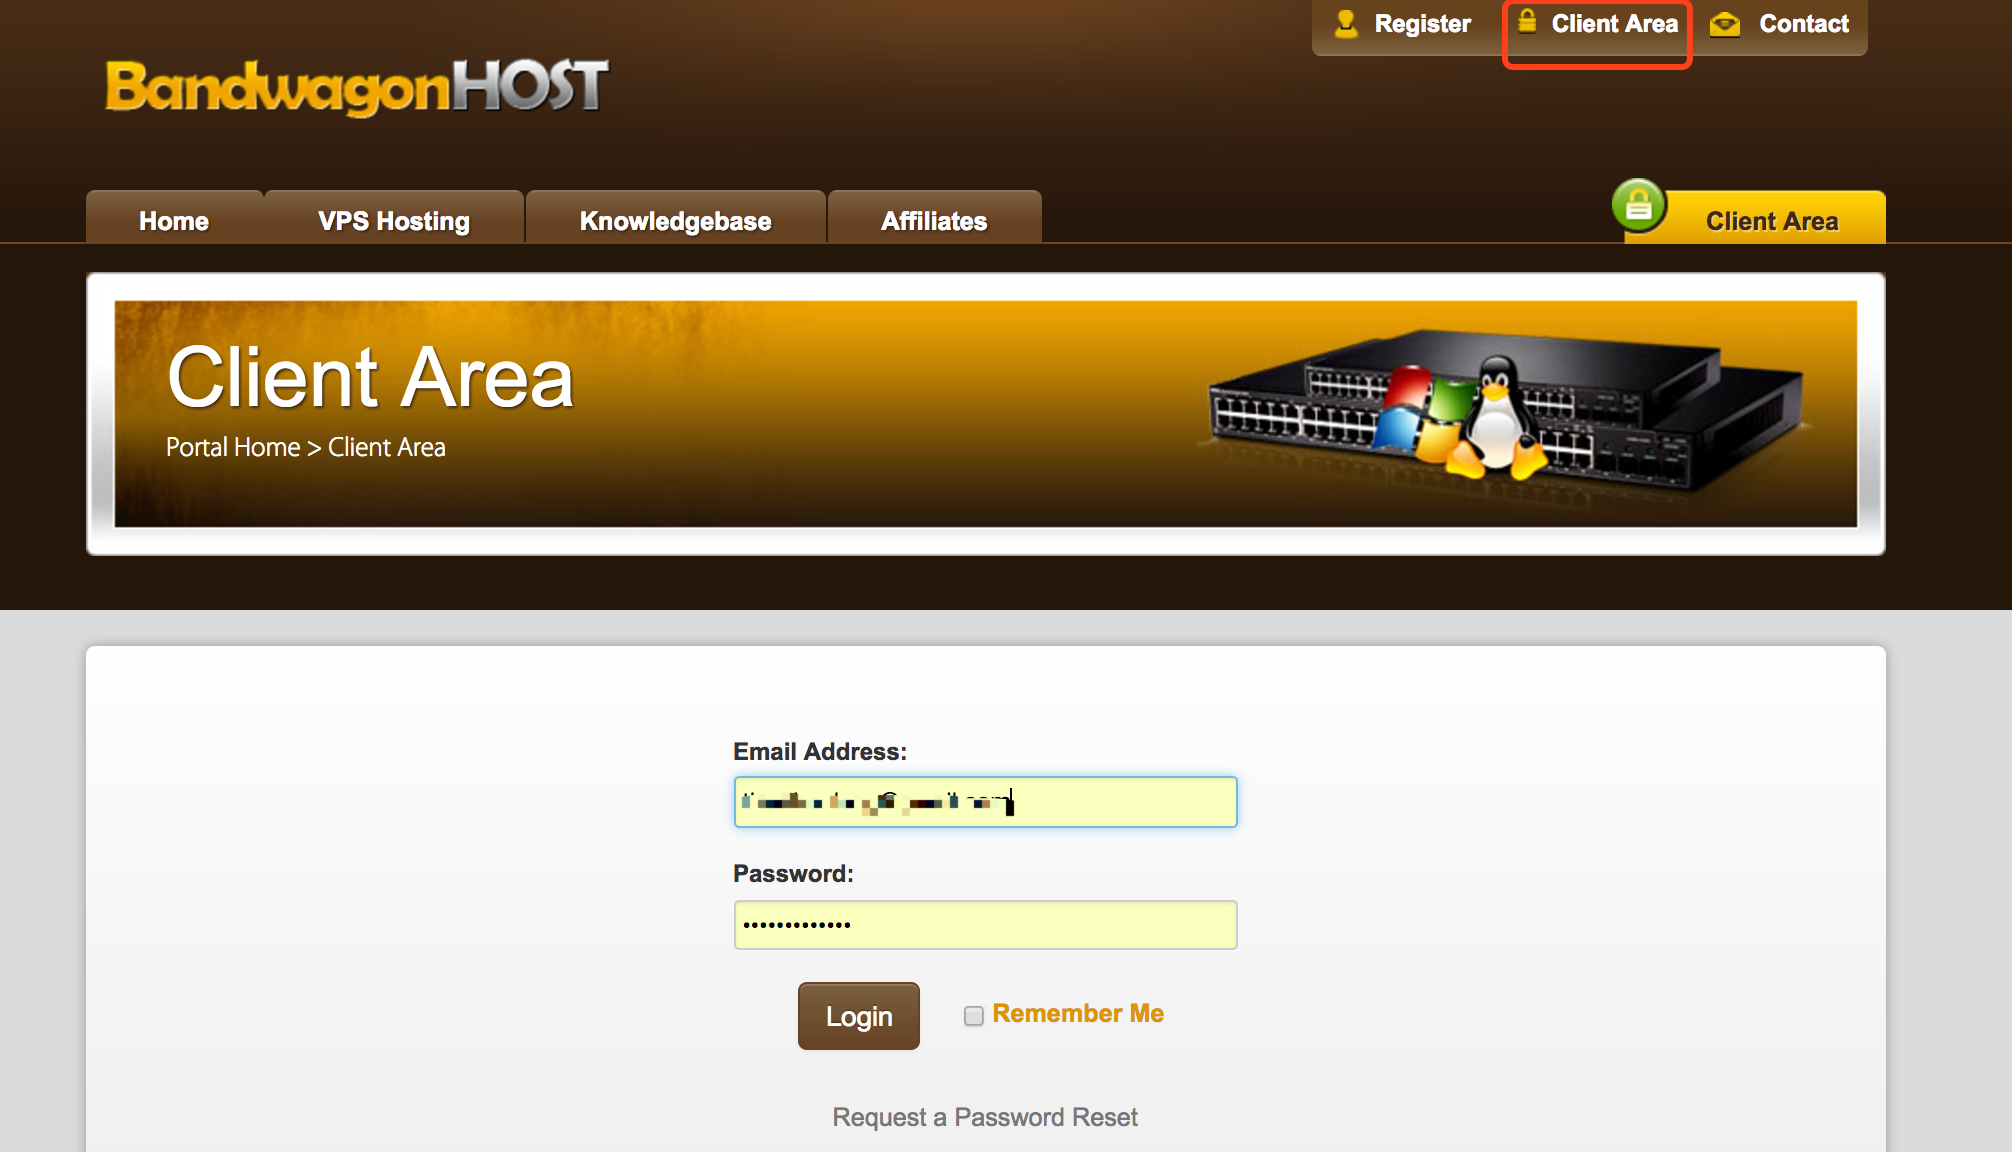 Register
Client Area
Contact
BandwagonHOST
Home
VPS Hosting
Knowledgebase
Affiliates
Client Area
Client Area
Portal Home > Client Area
Email Address:
Password:
•••••••••••••
Login
Remember Me
Request a Password Reset